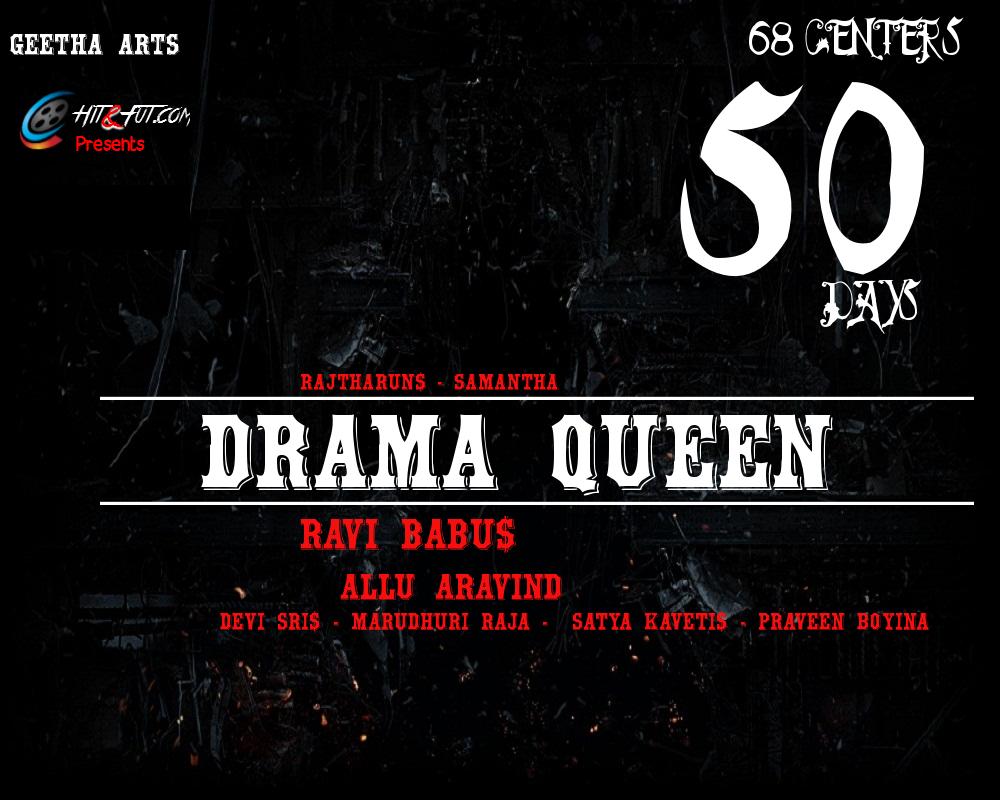 GEETHA ARTS
68 CENTERS
HIT&FUT.COM
Presents
50
DAYS
RAJTHARUN$ - SAMANTHA
DRAMA QUEEN
RAVI BABU$
ALLU ARAVIND
DEVI SRI$ - MARUDHURI RAJA - SATYA KAVETI$ - PRAVEEN BOYINA